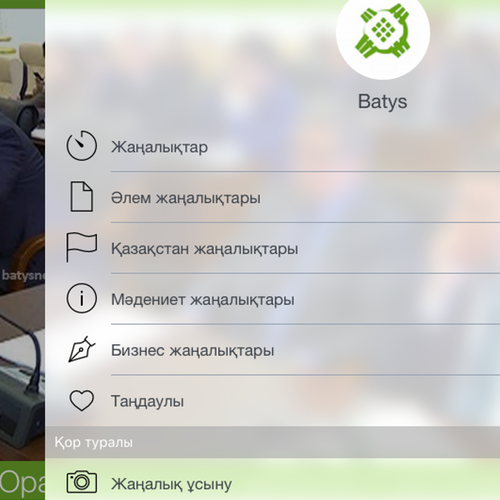 Batys
Жаңалықтар
Әлем жаңалықтары
Қазақстан жаңалықтары
batysne
Мәдениет жаңалықтары
Бизнес жаңалықтары
Таңдаулы
Қор туралы
Ора
Жаңалық ұсыну